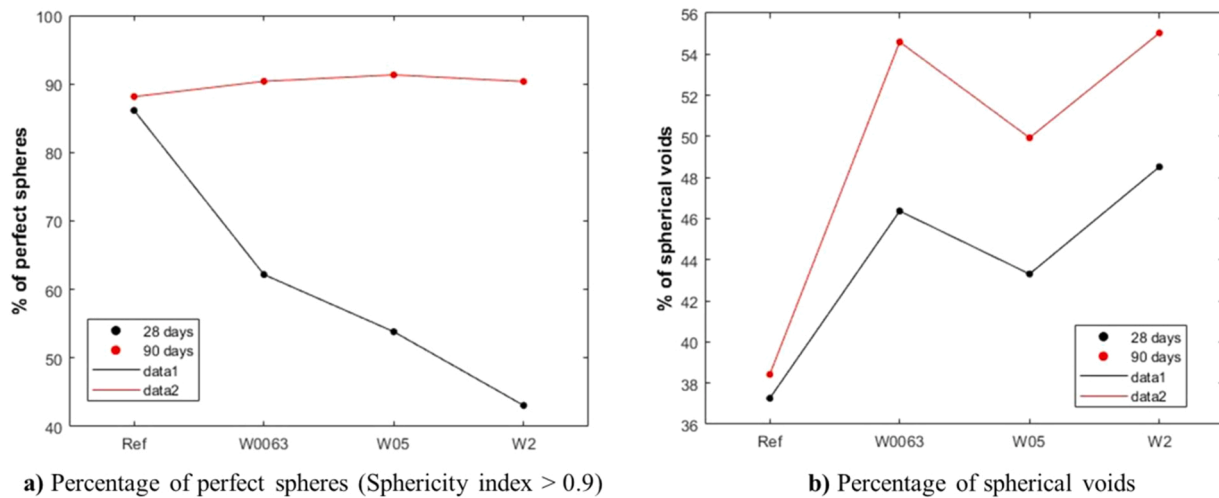 % of perfect spheres
100
90
80
70
60
50
40
28 days
90 days
data1
data2
Ref
W0063
W05
W2
a) Percentage of perfect spheres (Sphericity index > 0.9)
% of spherical voids
56
54
52
50
48
46
44
42
40
38
36
28 days
90 days
data1
data2
Ref
W0063
W05
W2
b) Percentage of spherical voids